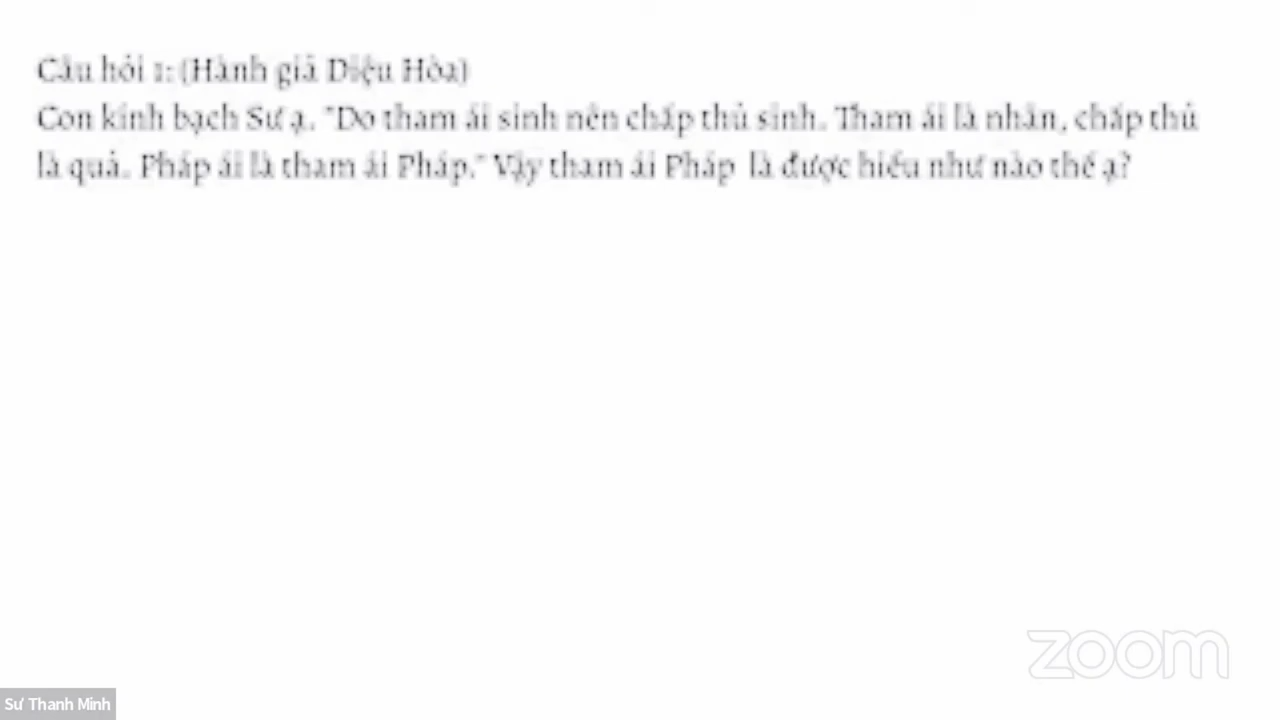 Câu hỏi 1: (Hành giả Diệu Hòa)
Con kính bạch Sư ạ. "Do tham ái sinh nên chấp thủ sinh. Tham ái là nhân, chấp thủ
là quả. Pháp ái là tham ái Pháp." Vậy tham ái Pháp là được hiểu như nào thế ạ?
zoom
Sư Thanh Minh